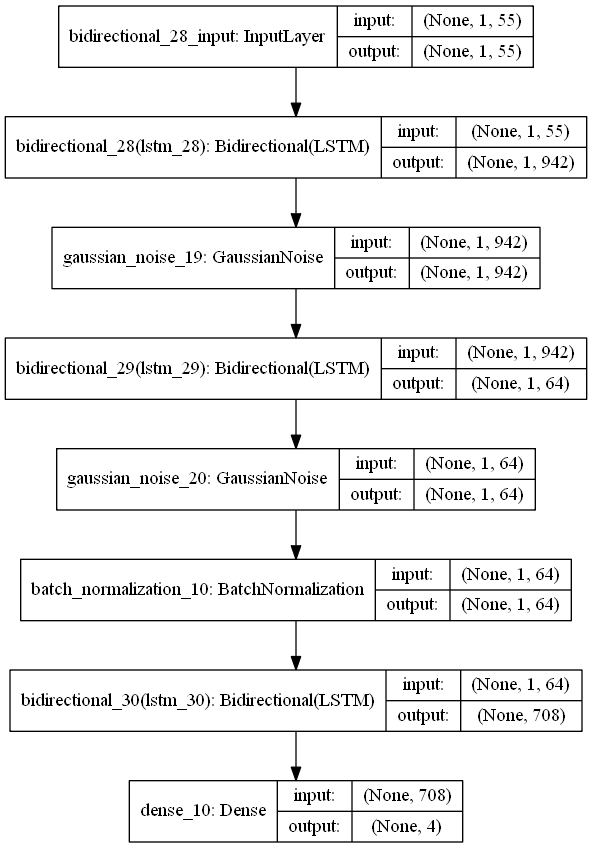 bidirectional_28_input: InputLayer
input: (None, 1, 55)
output: (None, 1, 55)
bidirectional_28(lstm_28): Bidirectional(LSTM)
input: (None, 1, 55)
output: (None, 1, 942)
gaussian_noise_19: GaussianNoise
input: (None, 1, 942)
output: (None, 1, 942)
bidirectional_29(lstm_29): Bidirectional(LSTM)
input: (None, 1, 942)
output: (None, 1, 64)
gaussian_noise_20: GaussianNoise
input: (None, 1, 64)
output: (None, 1, 64)
batch_normalization_10: BatchNormalization
input: (None, 1, 64)
output: (None, 1, 64)
bidirectional_30(lstm_30): Bidirectional(LSTM)
input: (None, 1, 64)
output: (None, 708)
dense_10: Dense
input: (None, 708)
output: (None, 4)